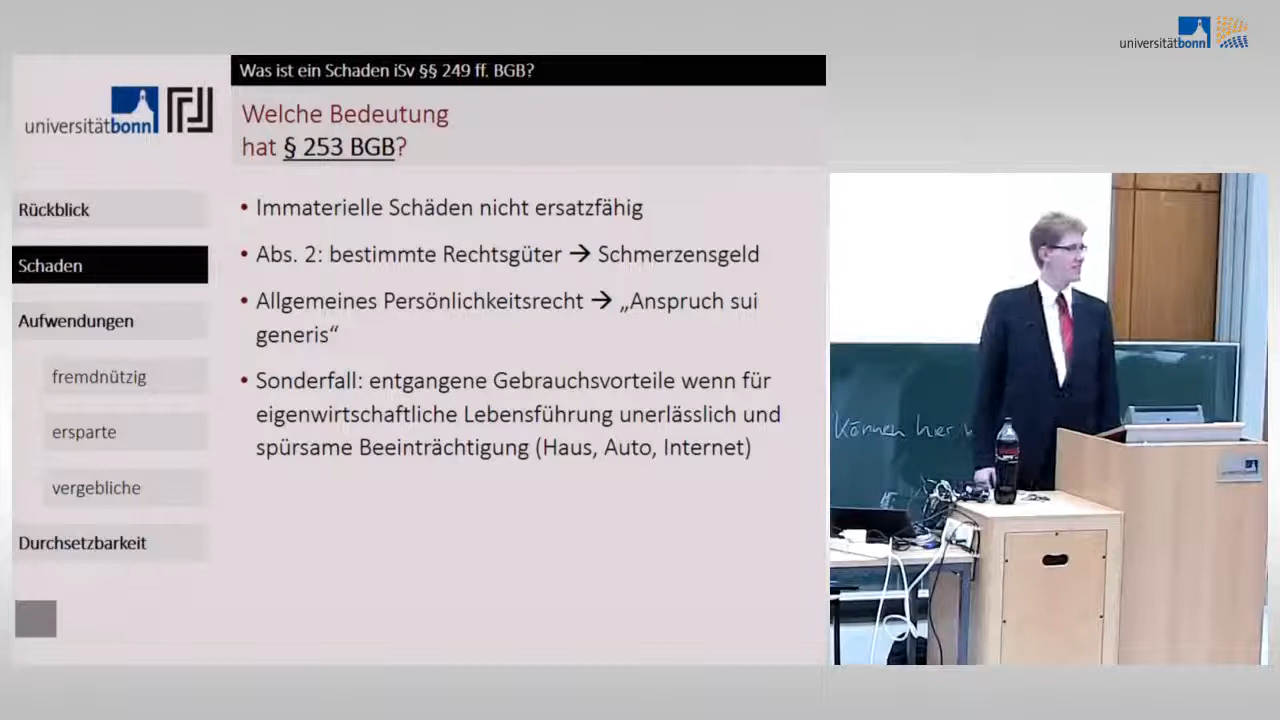 universitätbonn
universitätbonn
Was ist ein Schaden iSv §§ 249 ff. BGB?
Welche Bedeutung
hat § 253 BGB?
Rückblick
Schaden
Aufwendungen
fremdnützig
ersparte
vergebliche
Durchsetzbarkeit
• Immaterielle Schäden nicht ersatzfähig
• Abs. 2: bestimmte Rechtsgüter → Schmerzensgeld
• Allgemeines Persönlichkeitsrecht → „Anspruch sui
generis“
• Sonderfall: entgangene Gebrauchsvorteile wenn für
eigenwirtschaftliche Lebensführung unerlässlich und
spürsame Beeinträchtigung (Haus, Auto, Internet)
Können hier